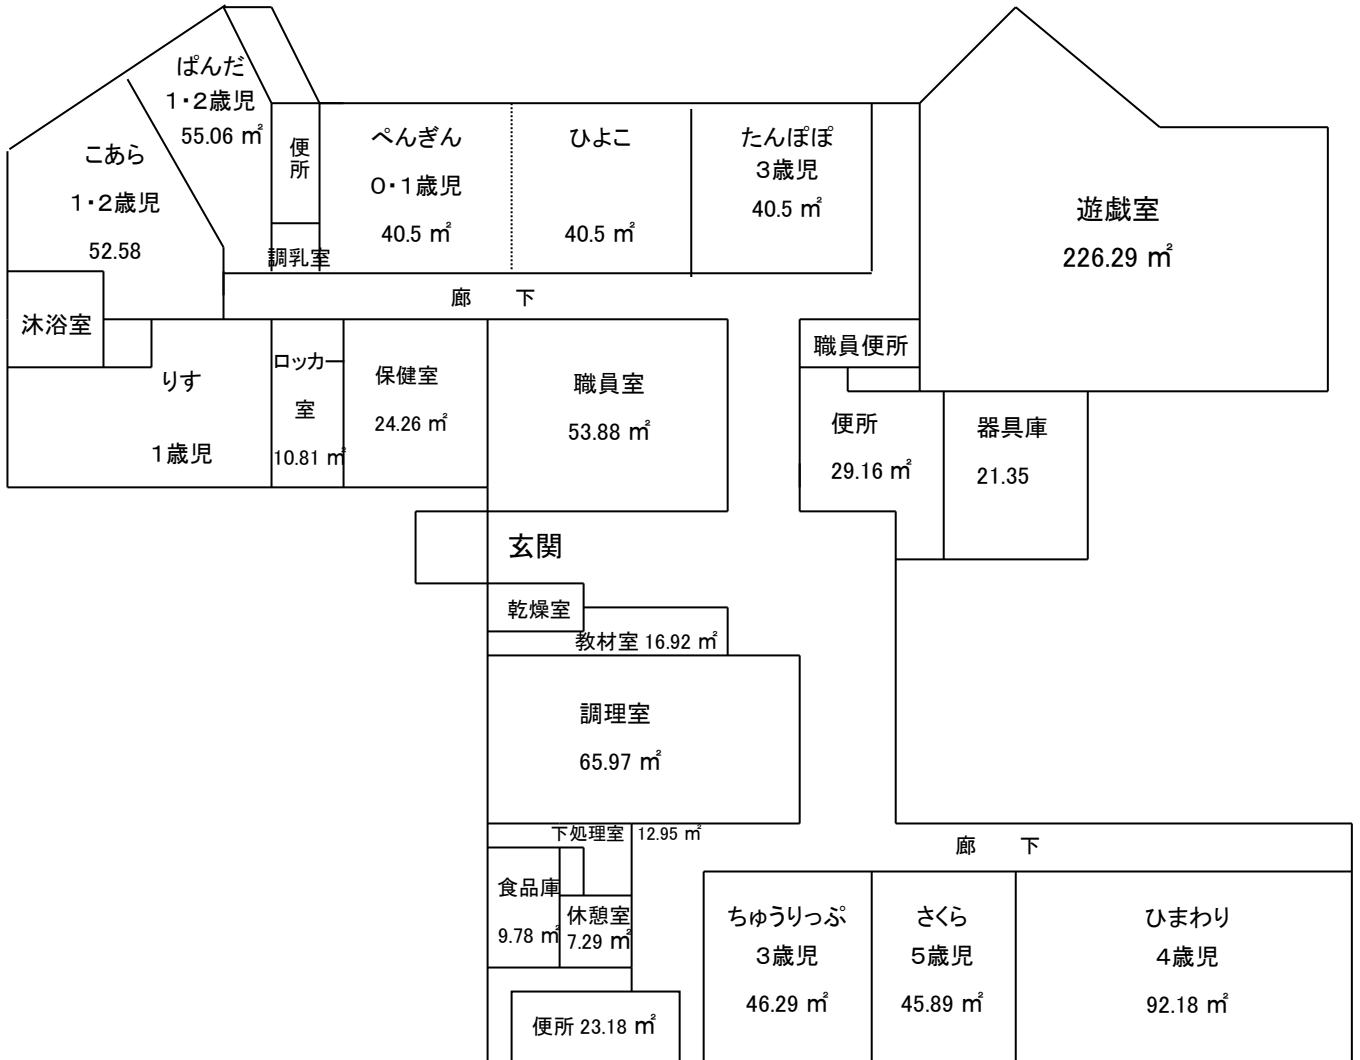 ぱんだ
1・2歳児
55.06 ㎡
こあら
1・2歳児
52.58
便所
調乳室
ぺんぎん
0・1歳児
40.5 ㎡
ひよこ
40.5 ㎡
たんぽぽ
3歳児
40.5 ㎡
遊戯室
226.29 ㎡
廊 下
沐浴室
りす
1歳児
ロッカー
室
10.81 ㎡
保健室
24.26 ㎡
職員室
53.88 ㎡
職員便所
便所
29.16 ㎡
器具庫
21.35
玄関
乾燥室
教材室 16.92 ㎡
調理室
65.97 ㎡
下処理室 12.95 ㎡
廊 下
食品庫
9.78 ㎡
休憩室
7.29 ㎡
便所 23.18 ㎡
ちゅうりっぷ
3歳児
46.29 ㎡
さくら
5歳児
45.89 ㎡
ひまわり
4歳児
92.18 ㎡